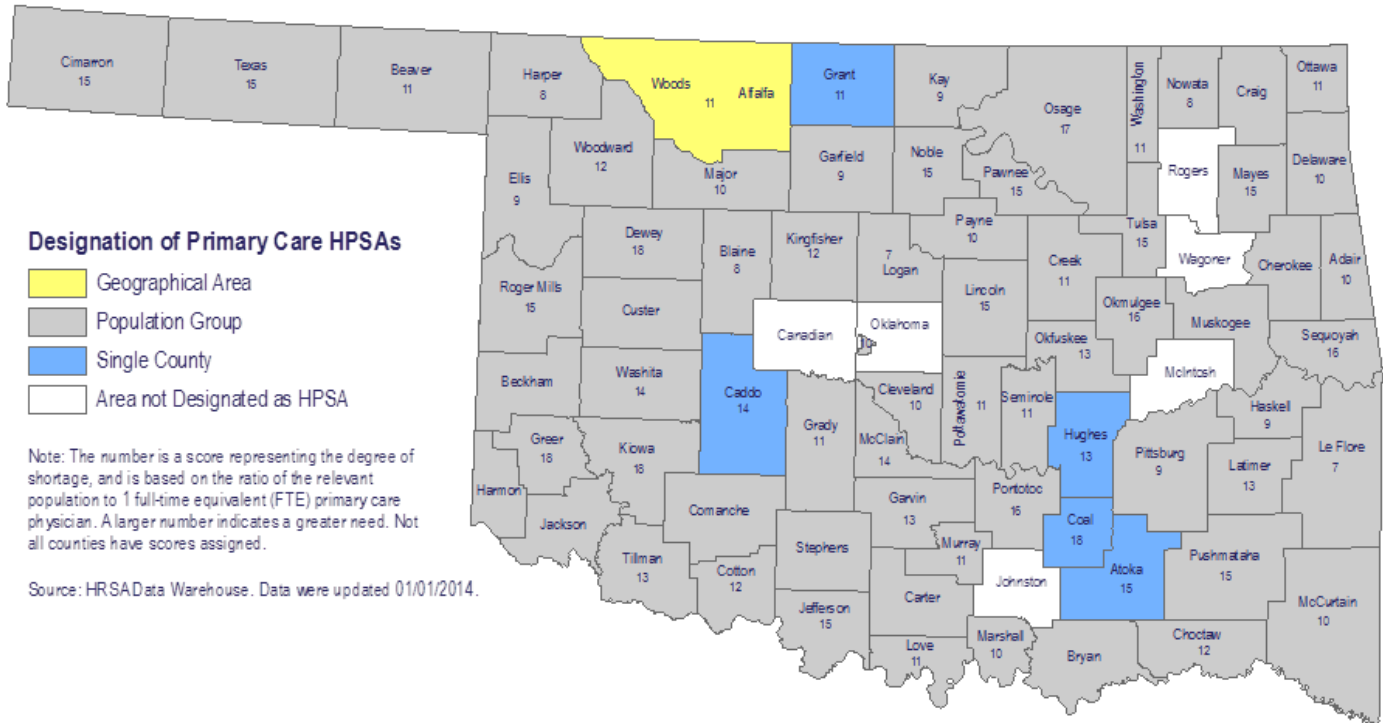 Cimarron
15
Texas
15
Beaver
11
Harper
8
Woods
11
Alfalfa
Grant
11
Kay
9
Osage
17
Washington
11
Nowata
8
Craig
Ottawa
11
Ellis
9
Woodward
12
Major
10
Garfield
9
Noble
15
Pawnee
15
Rogers
Mayes
15
Delaware
10
Designation of Primary Care HPSAs
Geographical Area
Population Group
Single County
Area not Designated as HPSA
Note: The number is a score representing the degree of
shortage, and is based on the ratio of the relevant
population to 1 full-time equivalent (FTE) primary care
physician. A larger number indicates a greater need. Not
all counties have scores assigned.
Source: HRSA Data Warehouse. Data were updated 01/01/2014.
Dewey
18
Blaine
8
Kingfisher
12
7
Logan
Payne
10
Creek
11
Tulsa
15
Wagoner
Cherokee
Adair
10
Roger Mills
15
Custer
Canadian
Oklahoma
Lincoln
15
Okmulgee
16
Muskogee
Sequoyah
16
Okfuskee
13
McIntosh
Beckham
Washita
14
Caddo
14
Grady
11
Cleveland
10
McClain
14
Pottawatomie
11
Seminole
11
Hughes
13
Pittsburg
9
Haskell
9
Latimer
13
Le Flore
7
Greer
18
Kiowa
18
Harmon
Jackson
Comanche
Tillman
13
Cotton
12
Stephens
Jefferson
15
Garvin
13
Murray
11
Carter
Love
11
Pontotoc
16
Coal
18
Johnston
Marshall
10
Atoka
15
Bryan
Pushmataha
15
Choctaw
12
McCurtain
10